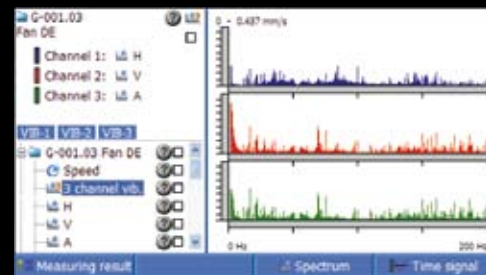 G-001.03
Fan DE
Channel 1: H
Channel 2: V
Channel 3: A
VIB-1 VIB-2 VIB-3
G-001.03 Fan DE
Speed
3 channel vib.
H
V
A
0 - 0.487 mm/s
0 Hz 200 Hz
Measuring result Spectrum Time signal